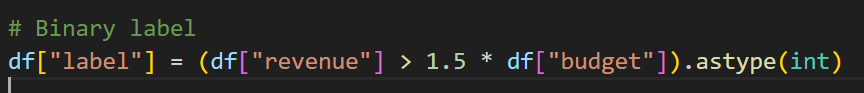 # Binary label
df["label"] = (df["revenue"] > 1.5 * df["budget"]).astype(int)